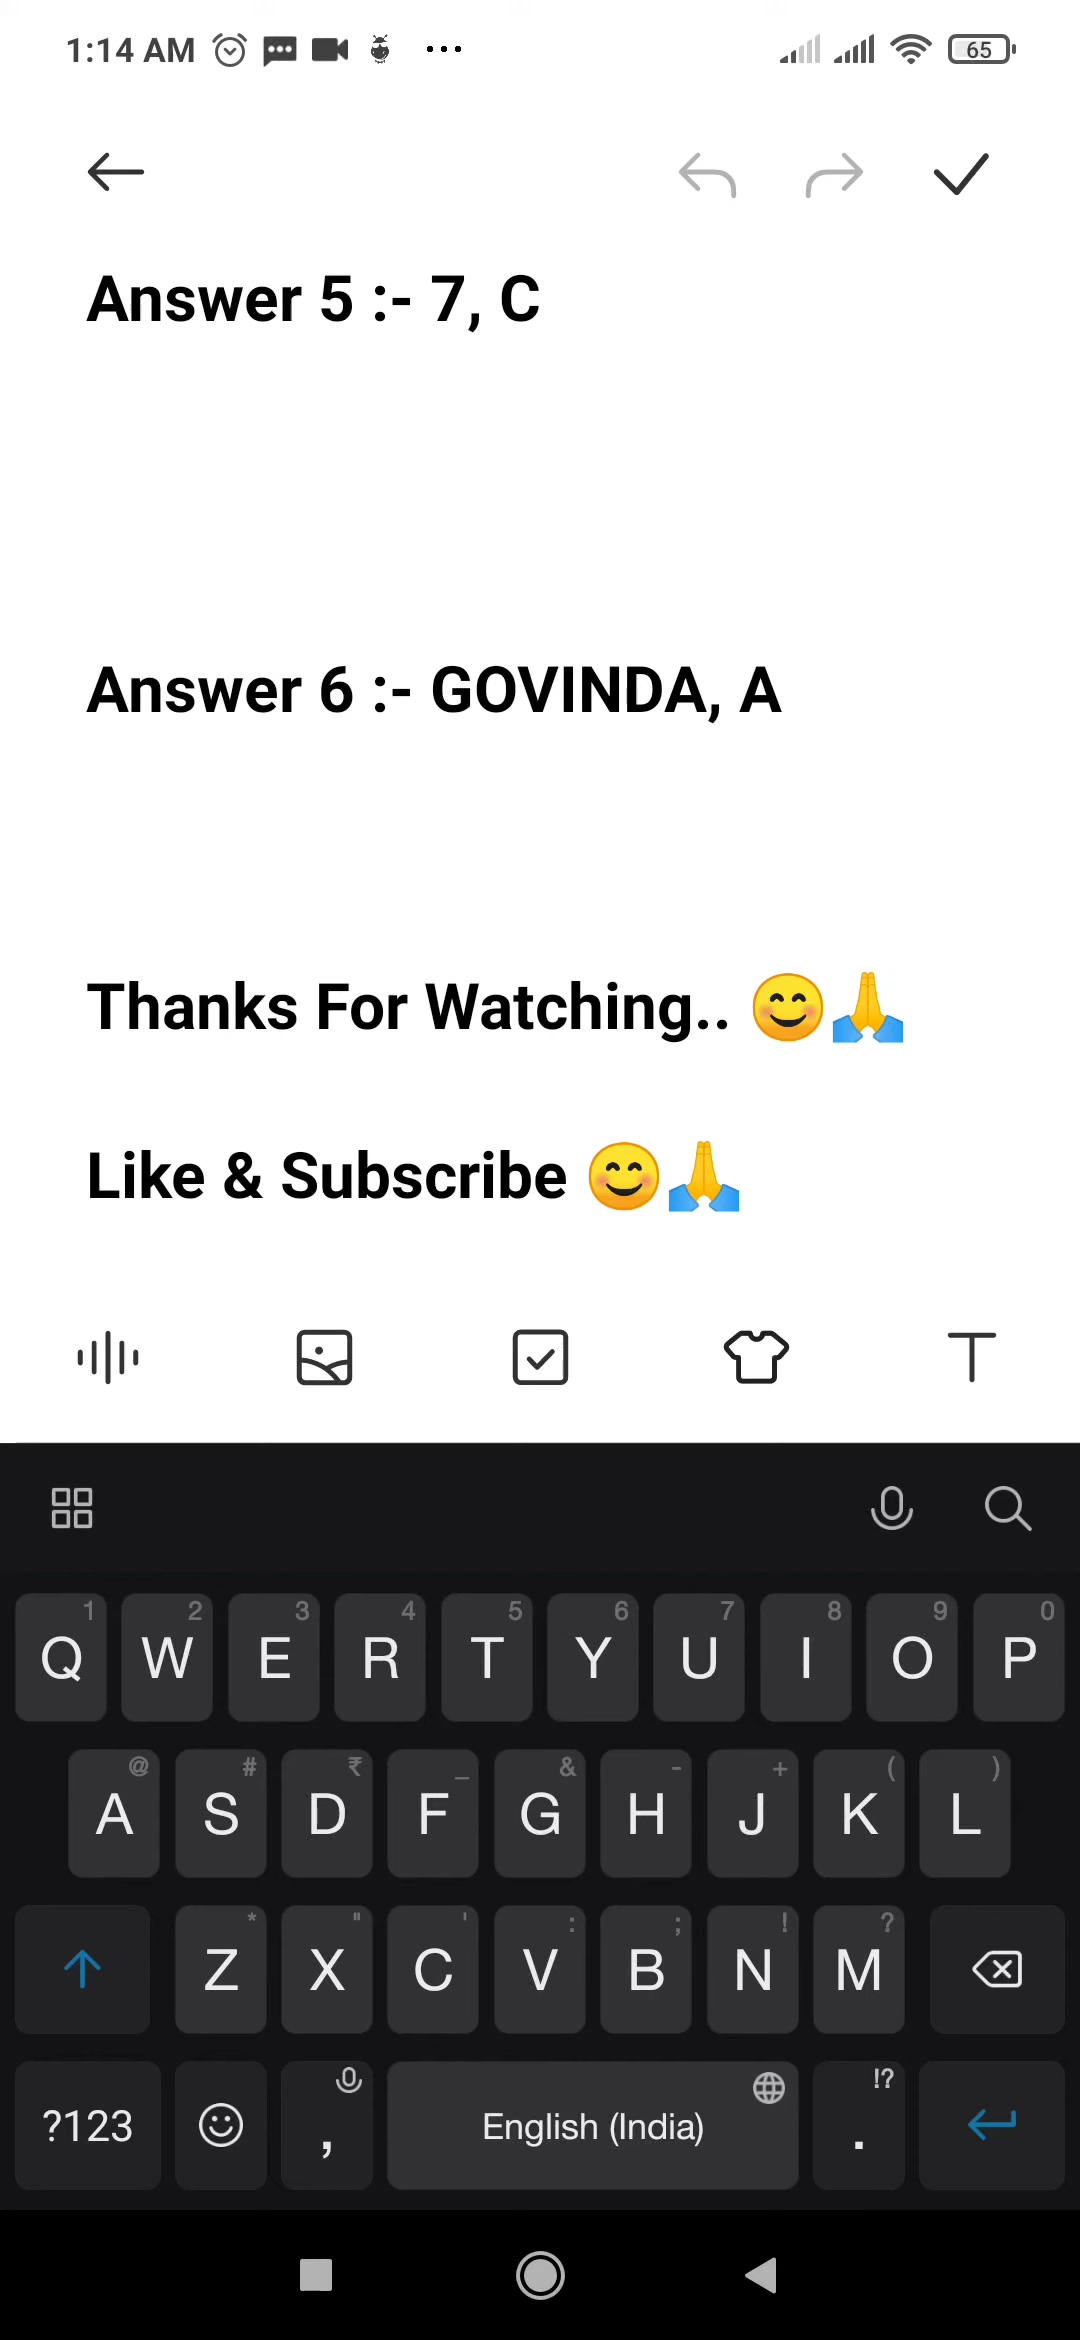 1:14 AM 65
Answer 5 :- 7, C
Answer 6 :- GOVINDA, A
Thanks For Watching.. 😊🙏
Like & Subscribe 😊🙏
T
1 2 3 4 5 6 7 8 9 0
Q W E R T Y U I O P
@ # ₹ _ & - + ( )
A S D F G H J K L
* " ' : ; ! ?
Z X C V B N M
!?
?123 , English (India) .